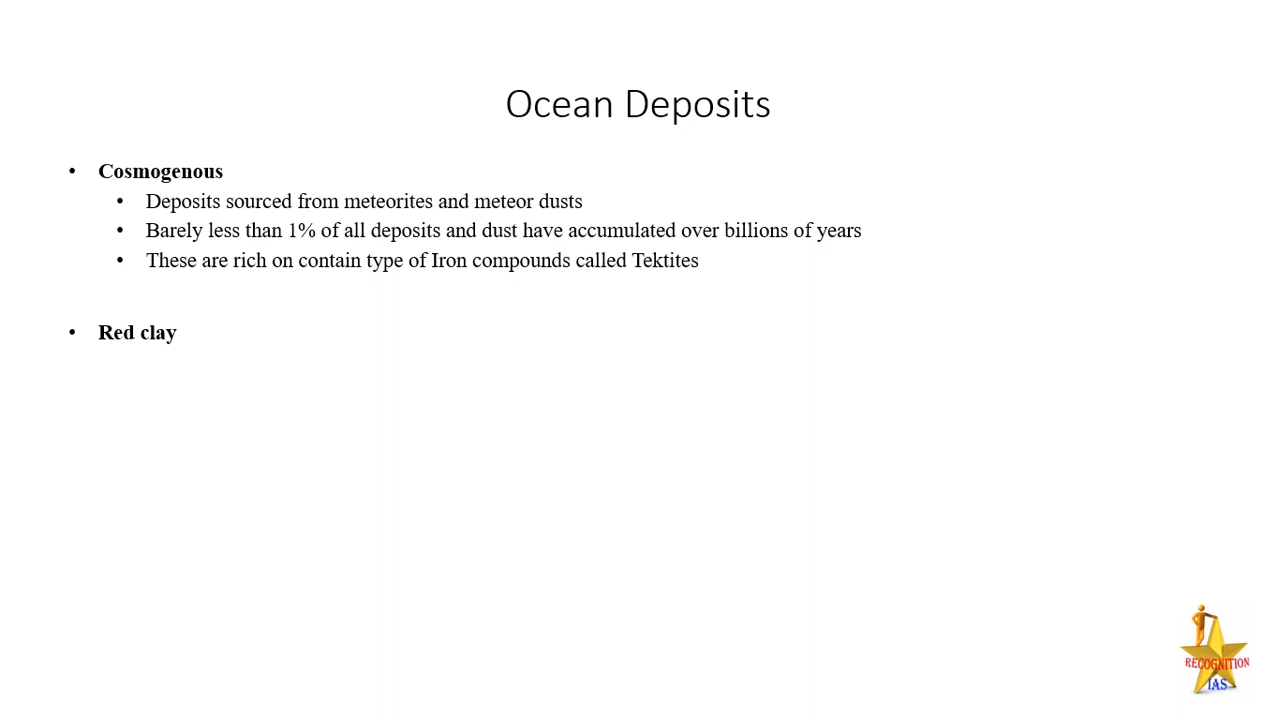 Ocean Deposits
• Cosmogenous
• Deposits sourced from meteorites and meteor dusts
• Barely less than 1% of all deposits and dust have accumulated over billions of years
• These are rich on contain type of Iron compounds called Tektites
• Red clay
RECOGNITION
IAS